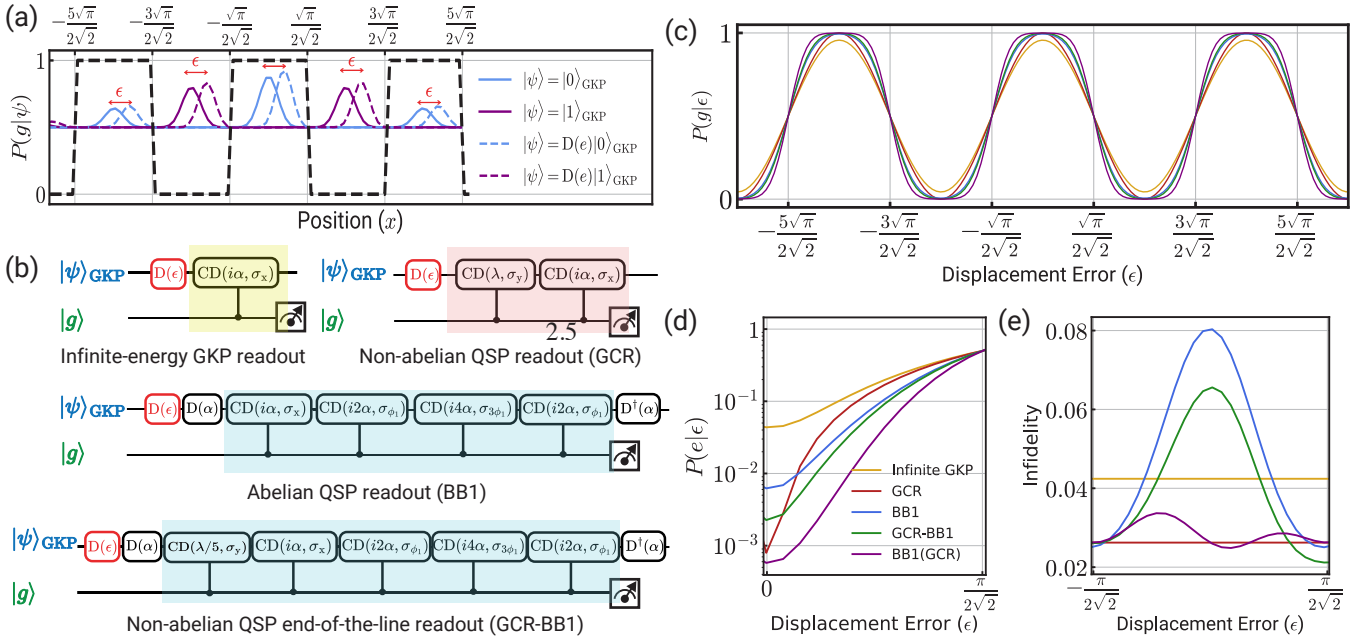 (a)
−5√π/2√2 −3√π/2√2 −√π/2√2 √π/2√2 3√π/2√2 5√π/2√2
1
0
P(g|ψ)
ϵ ϵ ϵ ϵ ϵ
|ψ⟩ = |0⟩GKP
|ψ⟩ = |1⟩GKP
|ψ⟩ = D(e)|0⟩GKP
|ψ⟩ = D(e)|1⟩GKP
Position (x)
(b)
|ψ⟩GKP D(ϵ) CD(iα, σx)
|g⟩
Infinite-energy GKP readout
|ψ⟩GKP D(ϵ) CD(λ, σy) CD(iα, σx)
|g⟩ 2.5
Non-abelian QSP readout (GCR)
|ψ⟩GKP D(ϵ) D(α) CD(iα, σx) CD(i2α, σϕ1) CD(i4α, σ3ϕ1) CD(i2α, σϕ1) D†(α)
|g⟩
Abelian QSP readout (BB1)
|ψ⟩GKP D(ϵ) D(α) CD(λ/5, σy) CD(iα, σx) CD(i2α, σϕ1) CD(i4α, σ3ϕ1) CD(i2α, σϕ1) D†(α)
|g⟩
Non-abelian QSP end-of-the-line readout (GCR-BB1)
(c)
P(g|ϵ)
1
0
−5√π/2√2 −3√π/2√2 −√π/2√2 √π/2√2 3√π/2√2 5√π/2√2
Displacement Error (ϵ)
(d)
P(e|ϵ)
1
10⁻¹
10⁻²
10⁻³
Infinite GKP
GCR
BB1
GCR-BB1
BB1(GCR)
0 π/2√2
Displacement Error (ϵ)
(e)
Infidelity
0.08
0.06
0.04
0.02
−π/2√2 π/2√2
Displacement Error (ϵ)